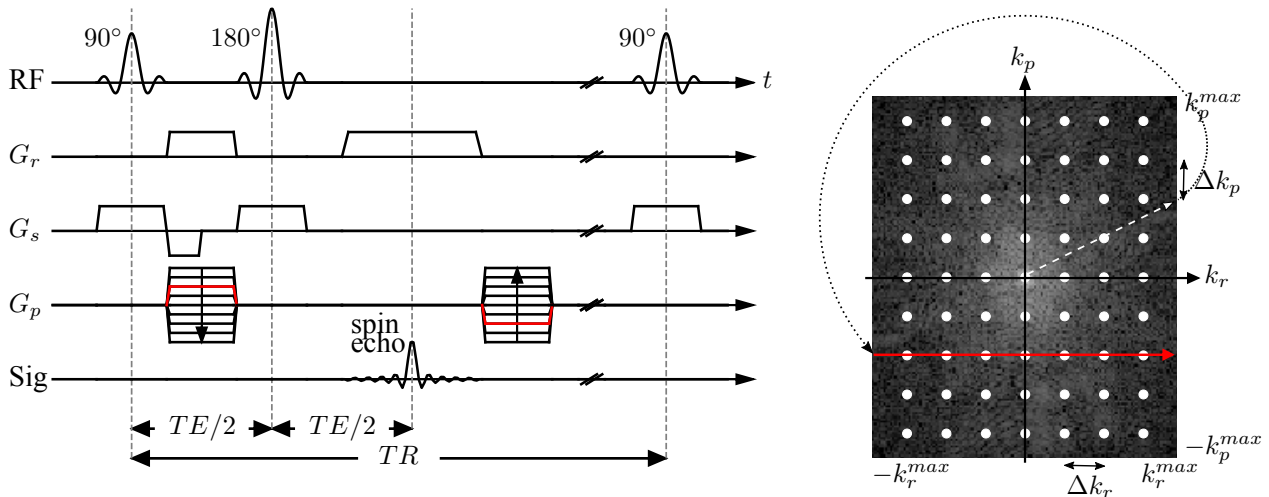 90° 180° 90°
RF t
G_r
G_s
G_p
spin
echo
Sig
TE/2 TE/2
TR
k_p
k_p^{max}
Δk_p
k_r
-k_p^{max}
-k_r^{max} Δk_r k_r^{max}